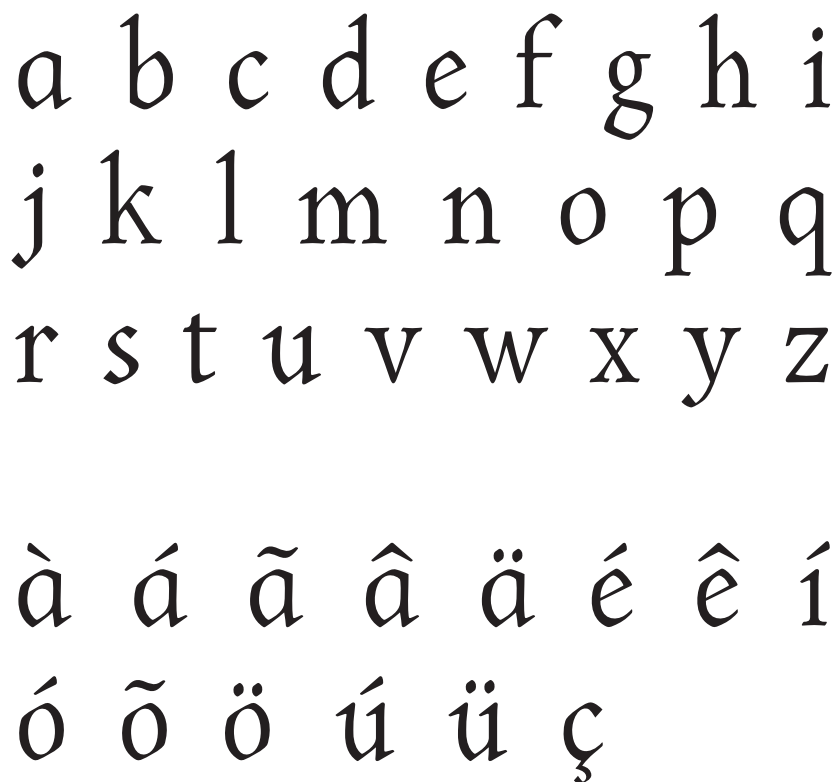 a b c d e f g h i
j k l m n o p q
r s t u v w x y z
à á ã â ä é ê í
ó õ ö ú ü ç